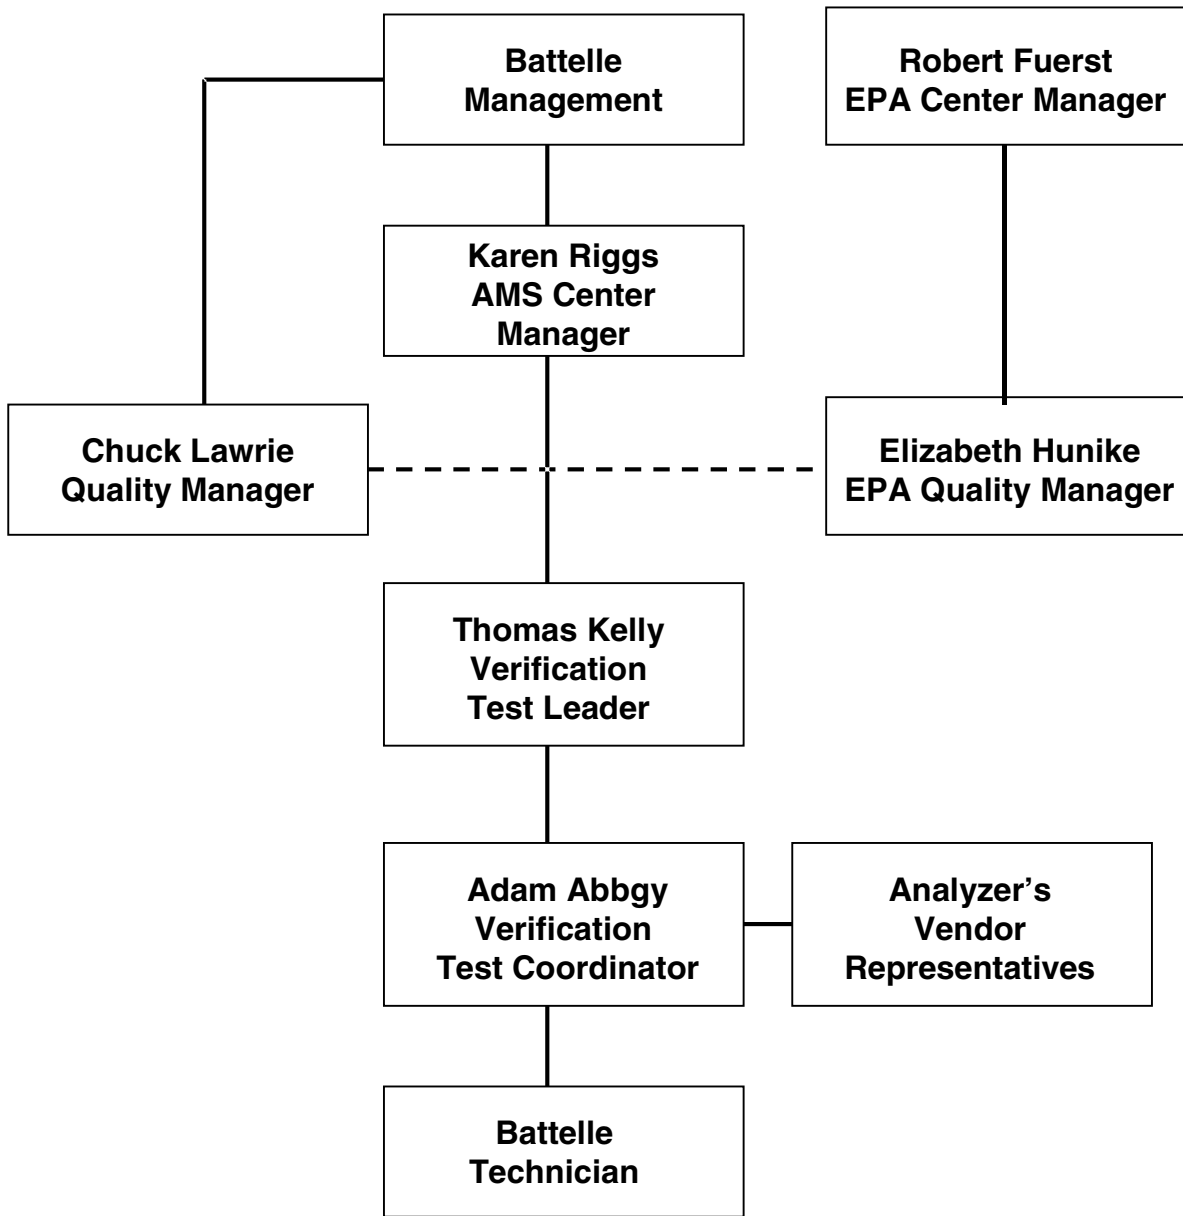 Battelle
Management
Robert Fuerst
EPA Center Manager
Karen Riggs
AMS Center
Manager
Chuck Lawrie
Quality Manager
Elizabeth Hunike
EPA Quality Manager
Thomas Kelly
Verification
Test Leader
Adam Abbgy
Verification
Test Coordinator
Analyzer’s
Vendor
Representatives
Battelle
Technician